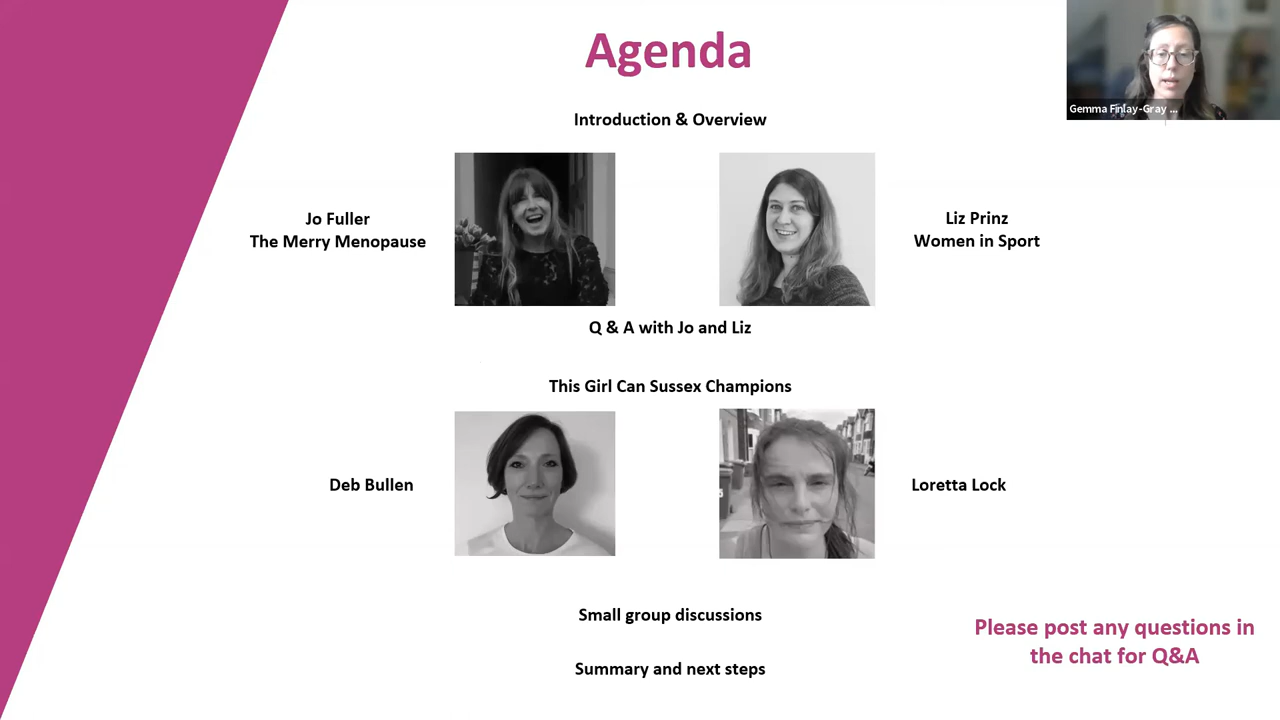 Agenda
Gemma Finlay-Gray ...
Introduction & Overview
Jo Fuller
The Merry Menopause
Liz Prinz
Women in Sport
Q & A with Jo and Liz
This Girl Can Sussex Champions
Deb Bullen
Loretta Lock
Small group discussions
Please post any questions in
the chat for Q&A
Summary and next steps